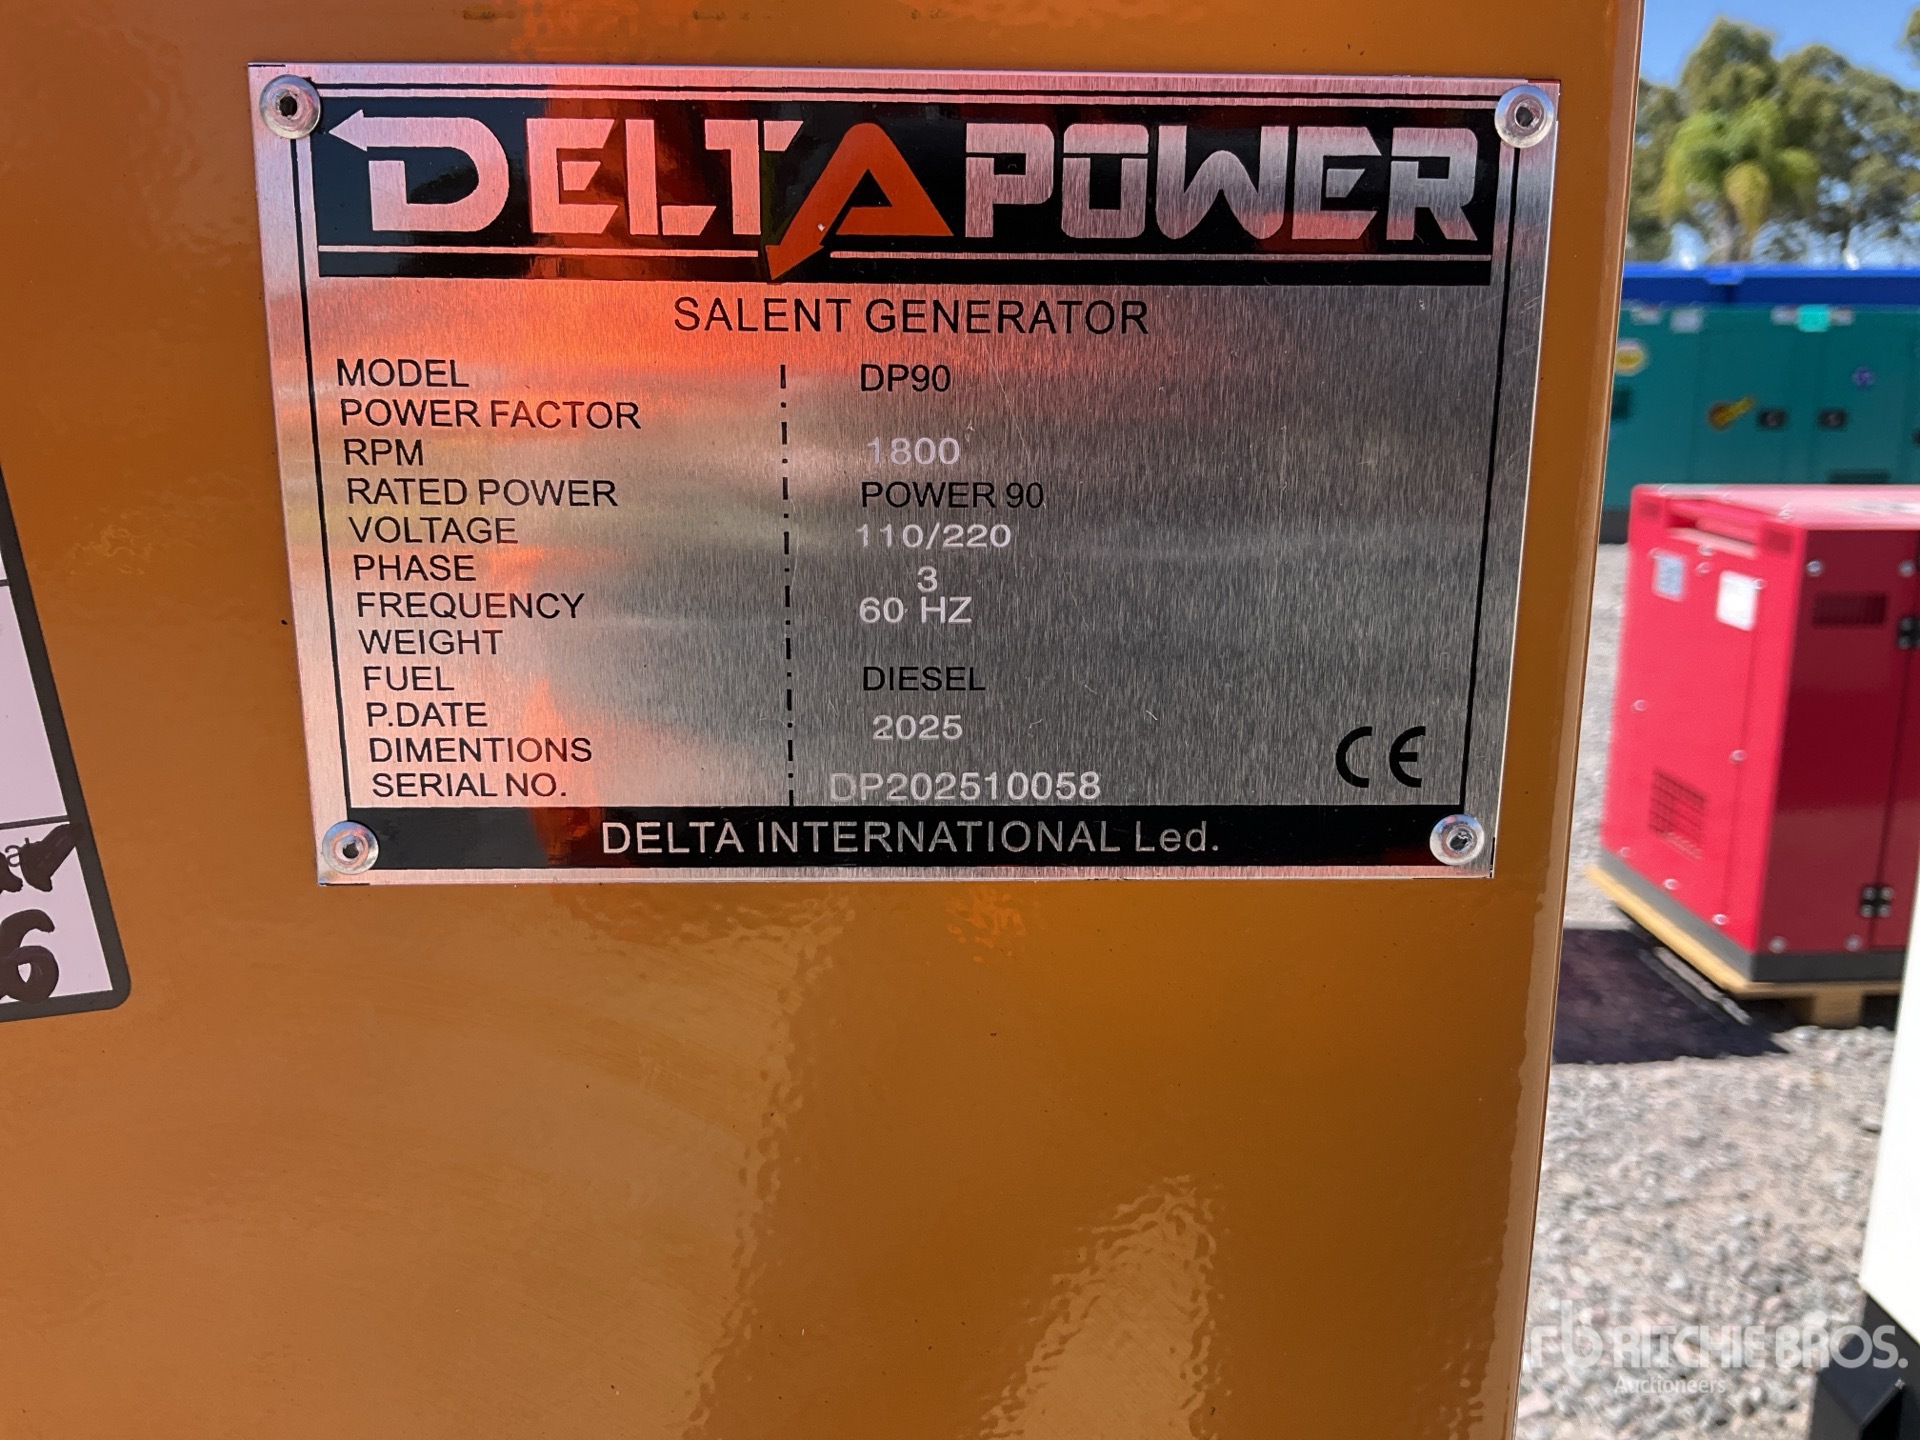 DELTA POWER
SALENT GENERATOR
MODEL DP90
POWER FACTOR
RPM 1800
RATED POWER POWER 90
VOLTAGE 110/220
PHASE 3
FREQUENCY 60 HZ
WEIGHT
FUEL DIESEL
P.DATE 2025
DIMENTIONS
SERIAL NO. DP202510058
CE
DELTA INTERNATIONAL Led.
6
rb RITCHIE BROS.
Auctioneers